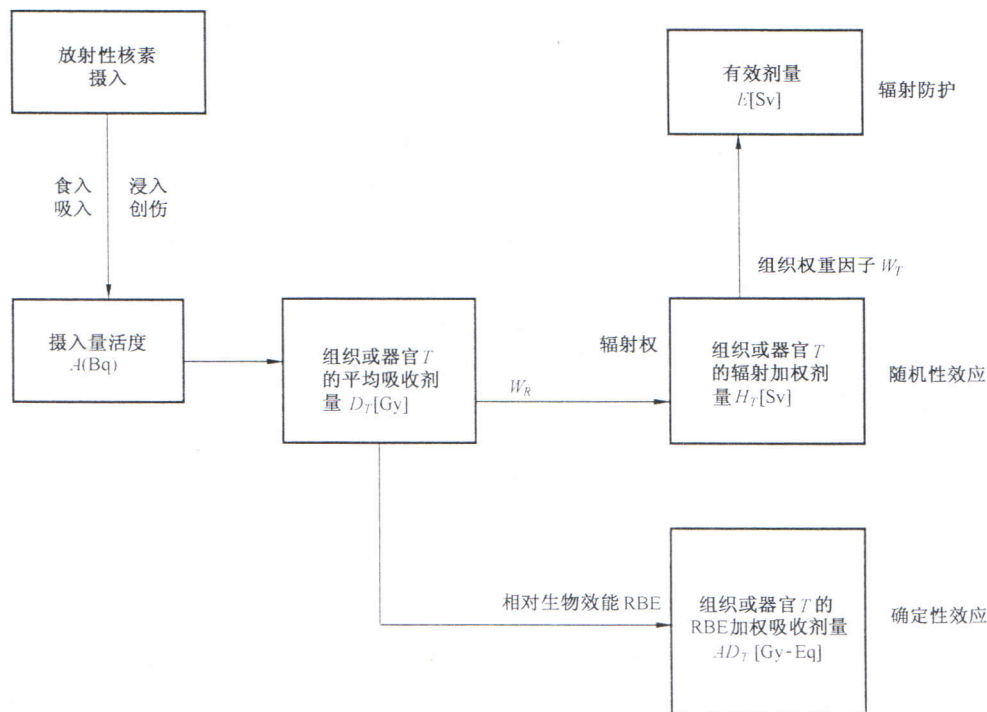 放射性核素
摄入
有效剂量
E[Sv]
辐射防护
食入
吸入
浸入
创伤
组织权重因子 W_T
摄入量活度
A(Bq)
组织或器官T
的平均吸收剂
量 D_T[Gy]
辐射权
W_R
组织或器官T
的辐射加权剂
量 H_T[Sv]
随机性效应
相对生物效能 RBE
组织或器官T 的
RBE加权吸收剂量
AD_T [Gy-Eq]
确定性效应